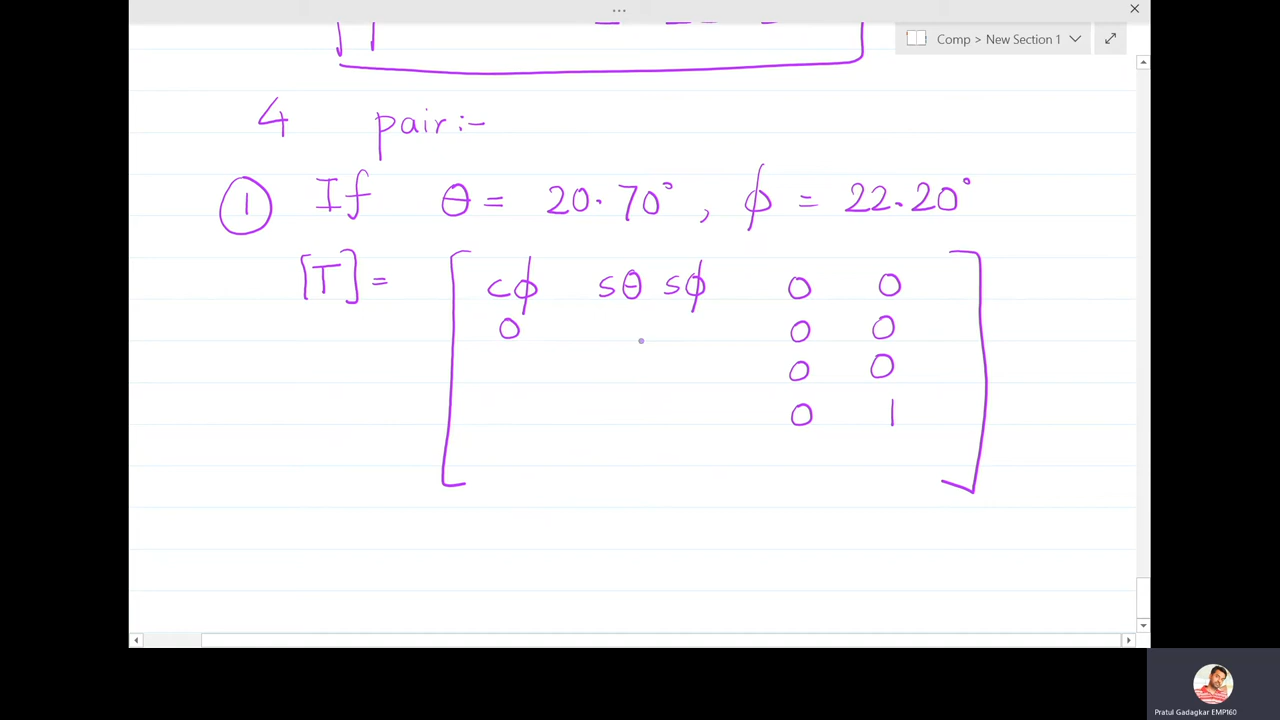 Comp > New Section 1
4 pair:-
① If θ = 20.70°, ϕ = 22.20°
[T] = [ cϕ sθ sϕ 0 0
0 0 0
0 0
0 1 ]
Pratul Gadagkar EMP160